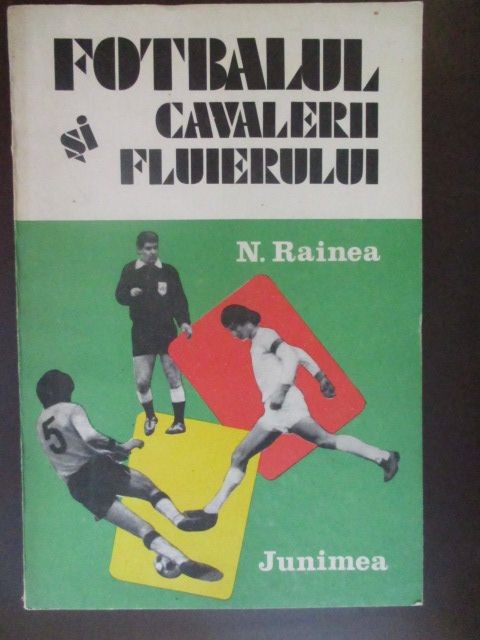 FOTBALUL
și CAVALERII
FLUIERULUI
N. Rainea
5
Junimea